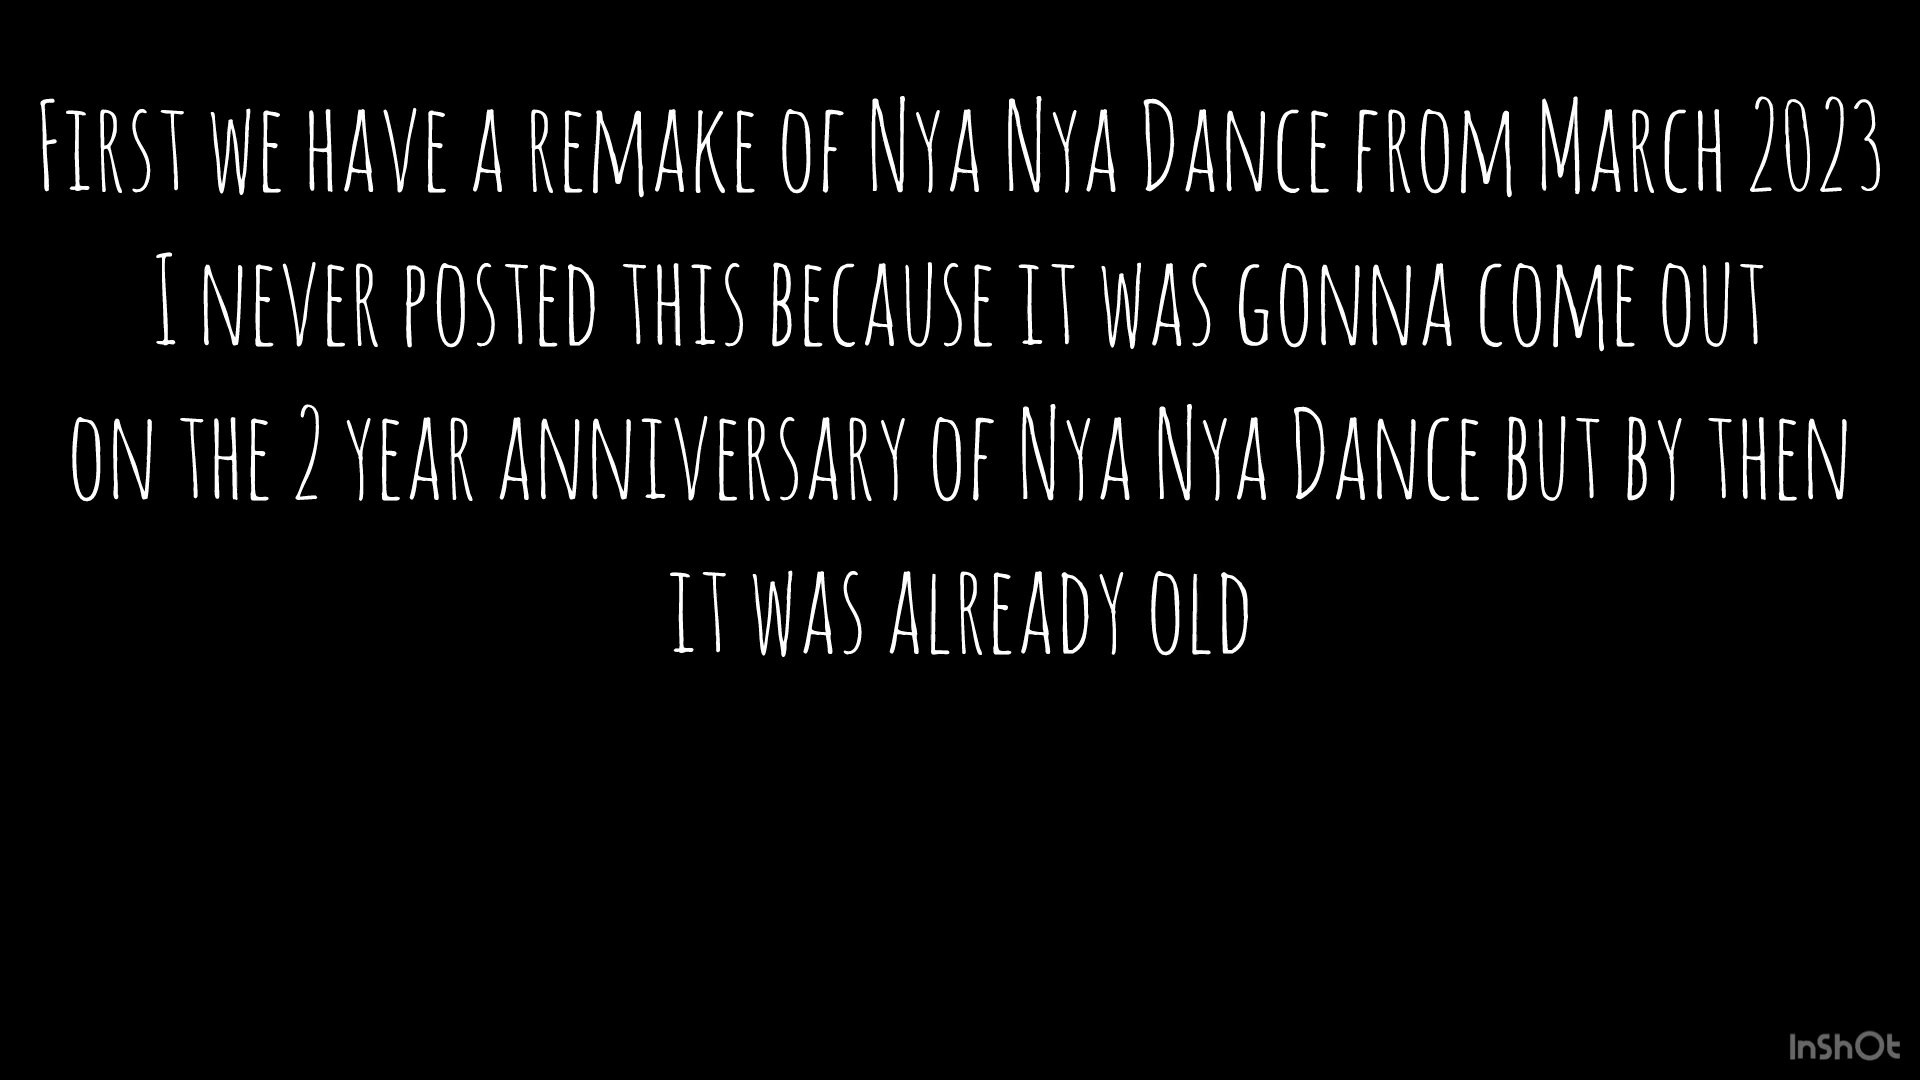 First we have a remake of Nya Nya Dance from March 2023
I never posted this because it was gonna come out
on the 2 year anniversary of Nya Nya Dance but by then
it was already old
InShOt